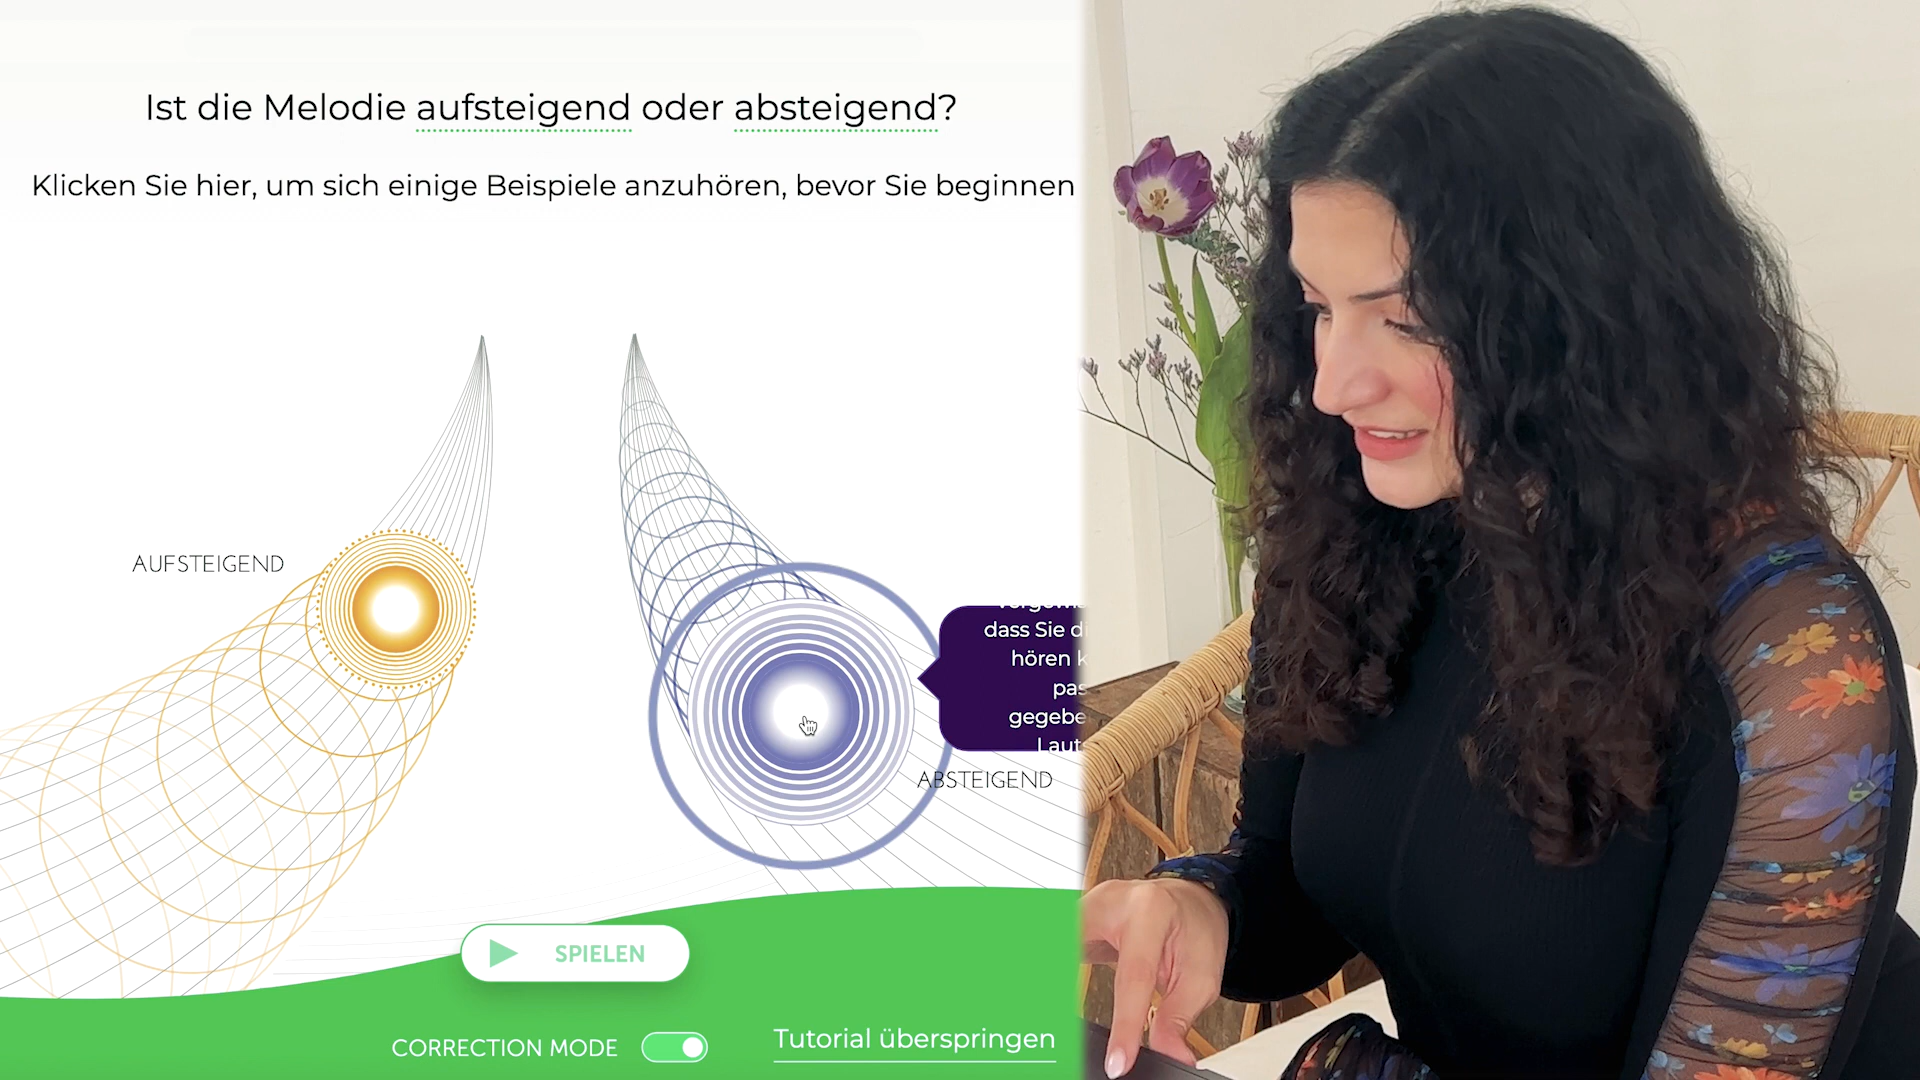 Ist die Melodie aufsteigend oder absteigend?
Klicken Sie hier, um sich einige Beispiele anzuhören, bevor Sie beginnen
AUFSTEIGEND
dass Sie
hören
ABSTEIGEND
SPIELEN
CORRECTION MODE
Tutorial überspringen